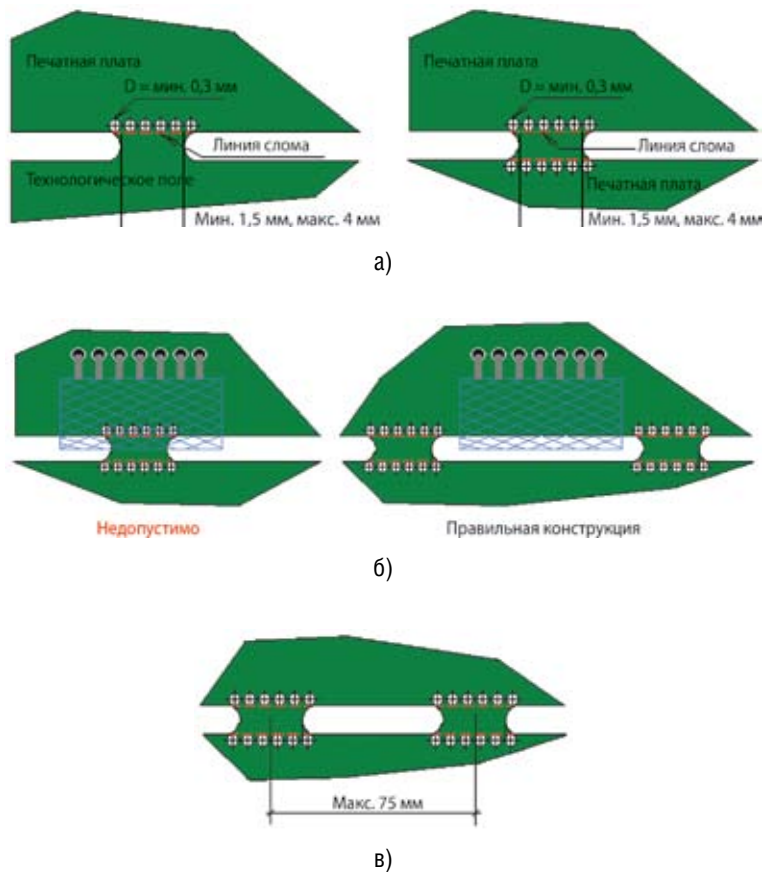 Печатная плата
D = мин. 0,3 мм
Линия слома
Технологическое поле
Мин. 1,5 мм, макс. 4 мм
Печатная плата
D = мин. 0,3 мм
Линия слома
Печатная плата
Мин. 1,5 мм, макс. 4 мм
а)
Недопустимо
Правильная конструкция
б)
Макс. 75 мм
в)